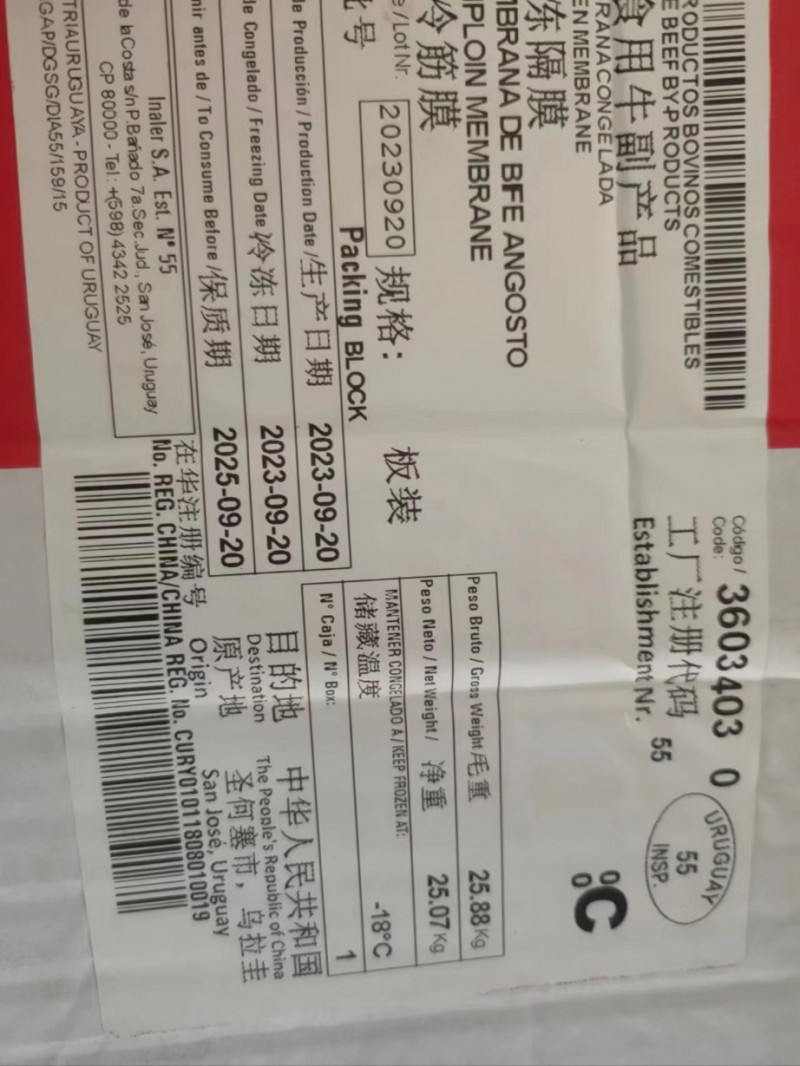 RODUCTOS BOVINOS COMESTIBLES
E BEEF BY-PRODUCTS
食用牛副产品
RANA CONGELADA
EN MEMBRANE
冻隔膜
MBRANA DE BFE ANGOSTO
IPLOIN MEMBRANE
冷筋膜
e / Lot Nr. 20230920 规格: 板装
批号
Packing BLOCK
de Producción / Production Date / 生产日期 2023-09-20
de Congelado / Freezing Date 冷冻日期 2023-09-20
mir antes de / To Consume Before / 保质期 2025-09-20
Código / Code: 3603403 0
工厂注册代码
Establishment Nr. 55
URUGUAY
55
INSP.
°C
Peso Bruto / Gross Weight 毛重 25.88 Kg
Peso Neto / Net Weight / 净重 25.07 Kg
MANTENER CONGELADO A / KEEP FROZEN AT:
储藏温度 -18°C
N° Caja / N° Box: 1
目的地 中华人民共和国
Destination The People's Republic of China
原产地 圣何塞市，乌拉圭
Origin San José, Uruguay
在华注册编号
No. REG. CHINA/CHINA REG. No. CURY01011808010019
Inaler S.A. Est. N° 55
de la Costa s/n P.Bañado 7a.Sec.Jud., San José, Uruguay
CP 80000 - Tel: +(598) 4342 2525
TRIA URUGUAYA - PRODUCT OF URUGUAY
GAP/DGSG/DIA55/159/15